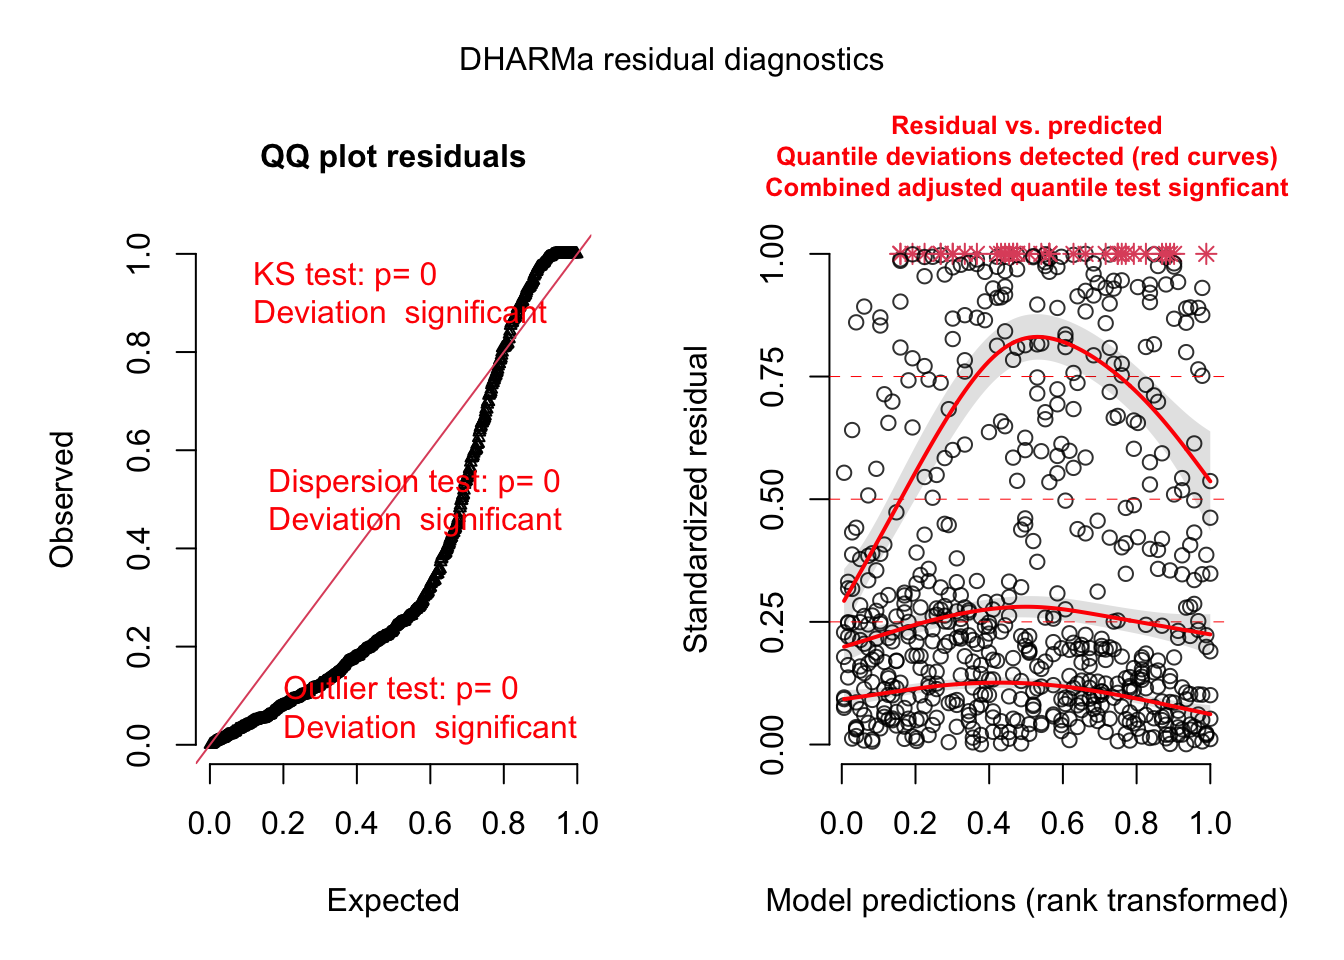 DHARMa residual diagnostics
QQ plot residuals
KS test: p= 0
Deviation  significant
Dispersion test: p= 0
Deviation  significant
Outlier test: p= 0
Deviation  significant
Observed
0.0
0.2
0.4
0.6
0.8
1.0
0.0 0.2 0.4 0.6 0.8 1.0
Expected
Residual vs. predicted
Quantile deviations detected (red curves)
Combined adjusted quantile test signficant
Standardized residual
0.00
0.25
0.50
0.75
1.00
0.0 0.2 0.4 0.6 0.8 1.0
Model predictions (rank transformed)